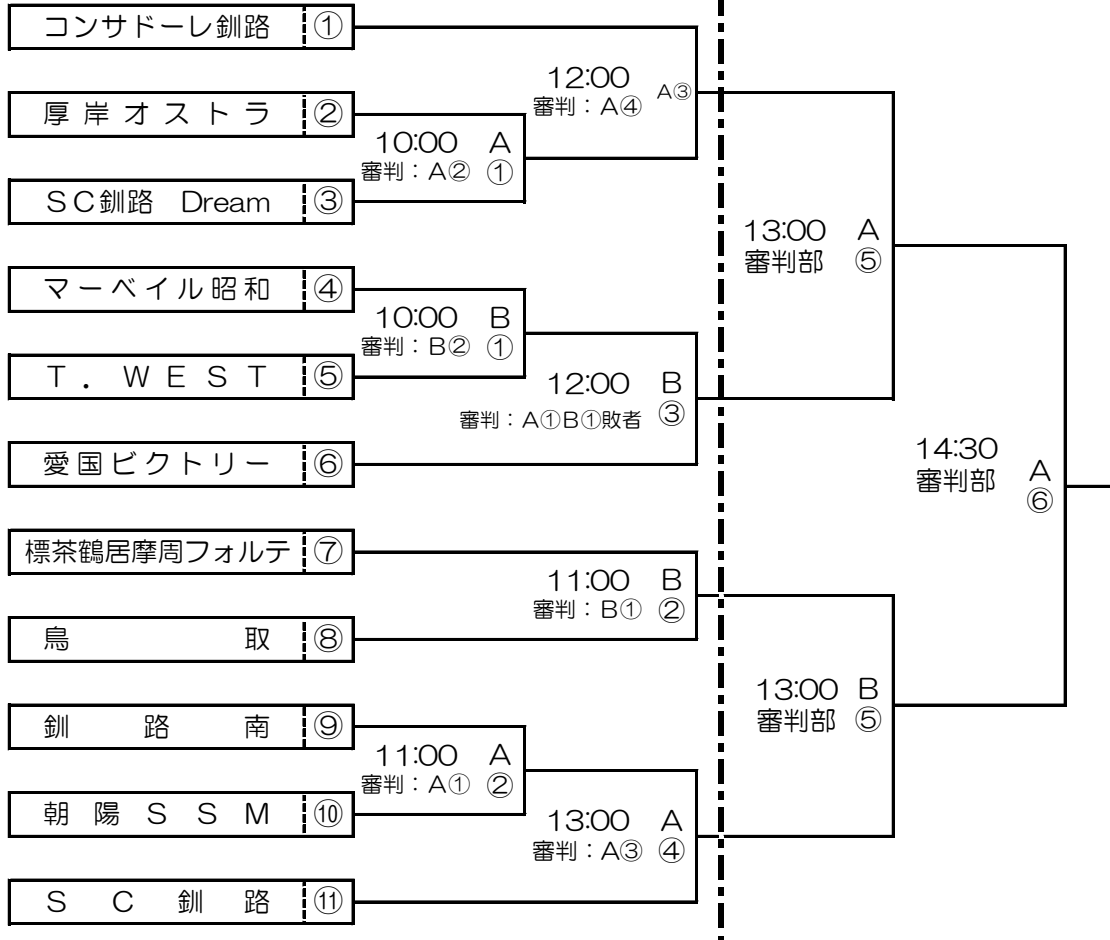 コンサドーレ釧路 ①
厚岸オストラ ②
SC釧路 Dream ③
マーベイル昭和 ④
T.WEST ⑤
愛国ビクトリー ⑥
標茶鶴居摩周フォルテ ⑦
鳥取 ⑧
釧路南 ⑨
朝陽SSM ⑩
SC釧路 ⑪
10:00 A
審判:A② ①
10:00 B
審判:B② ①
11:00 A
審判:A① ②
12:00 A③
審判:A④
12:00 B
審判:A①B①敗者 ③
11:00 B
審判:B① ②
13:00 A
審判:A③ ④
13:00 A
審判部 ⑤
13:00 B
審判部 ⑤
14:30 A
審判部 ⑥